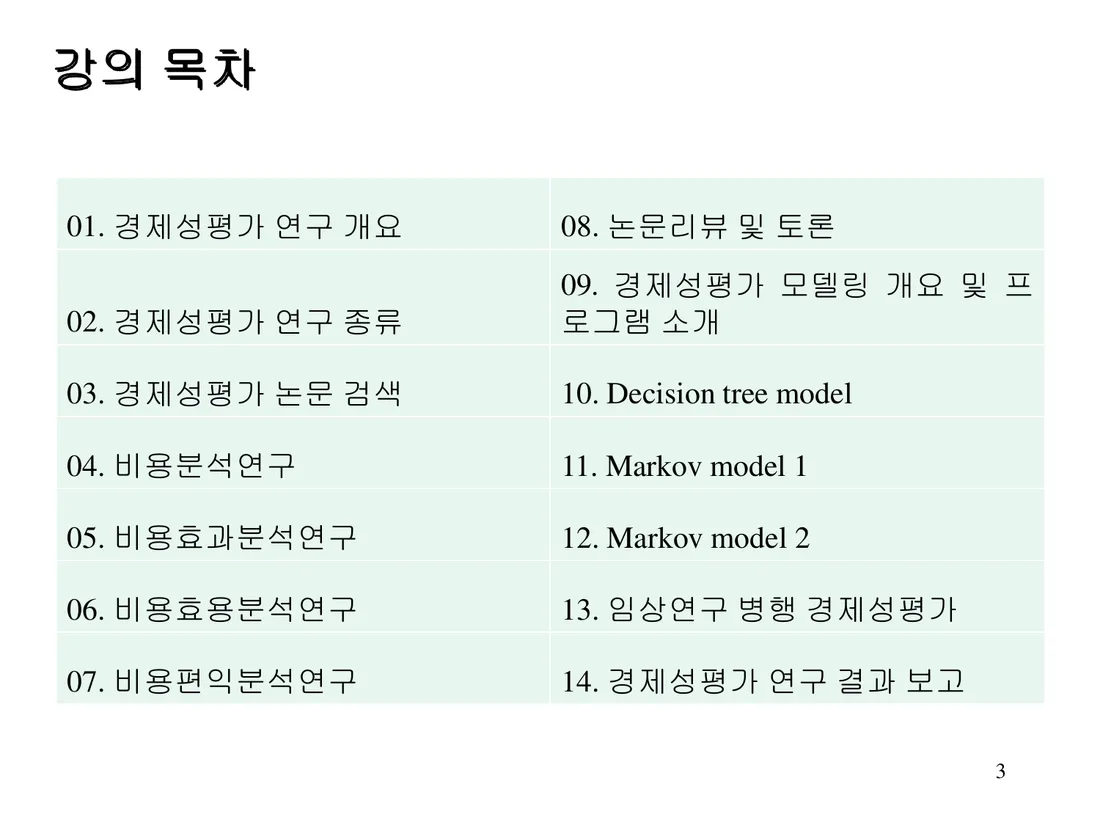 강의 목차
01. 경제성평가 연구 개요
02. 경제성평가 연구 종류
03. 경제성평가 논문 검색
04. 비용분석연구
05. 비용효과분석연구
06. 비용효용분석연구
07. 비용편익분석연구
08. 논문리뷰 및 토론
09. 경제성평가 모델링 개요 및 프
로그램 소개
10. Decision tree model
11. Markov model 1
12. Markov model 2
13. 임상연구 병행 경제성평가
14. 경제성평가 연구 결과 보고
3